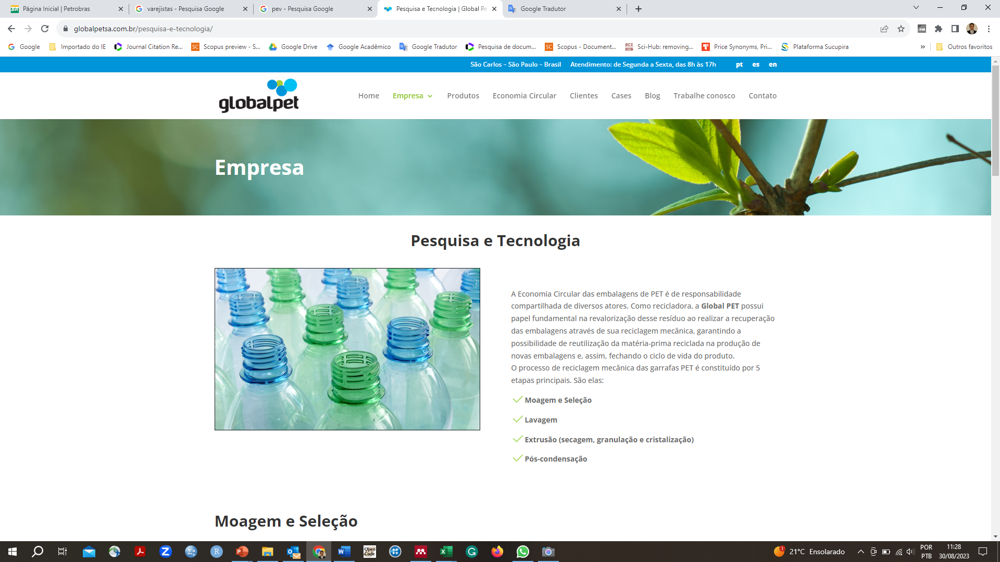 Página Inicial | Petrobras
varejistas - Pesquisa Google
pev - Pesquisa Google
Pesquisa e Tecnologia | Global Pe
Google Tradutor
globalpetsa.com.br/pesquisa-e-tecnologia/
Google
Importado do IE
Journal Citation Re...
Scopus preview - S...
Google Drive
Google Acadêmico
Google Tradutor
Pesquisa de docum...
Scopus - Document...
Sci-Hub: removing...
Price Synonyms, Pri...
Plataforma Sucupira
Outros favoritos
São Carlos – São Paulo – Brasil
Atendimento: de Segunda a Sexta, das 8h às 17h
pt es en
globalpet
Home
Empresa
Produtos
Economia Circular
Clientes
Cases
Blog
Trabalhe conosco
Contato
Empresa
Pesquisa e Tecnologia
A Economia Circular das embalagens de PET é de responsabilidade
compartilhada de diversos atores. Como recicladora, a Global PET possui
papel fundamental na revalorização desse resíduo ao realizar a recuperação
das embalagens através de sua reciclagem mecânica, garantindo a
possibilidade de reutilização da matéria-prima reciclada na produção de
novas embalagens e, assim, fechando o ciclo de vida do produto.
O processo de reciclagem mecânica das garrafas PET é constituído por 5
etapas principais. São elas:
Moagem e Seleção
Lavagem
Extrusão (secagem, granulação e cristalização)
Pós-condensação
Moagem e Seleção
21°C Ensolarado
POR
PTB
11:28
30/08/2023